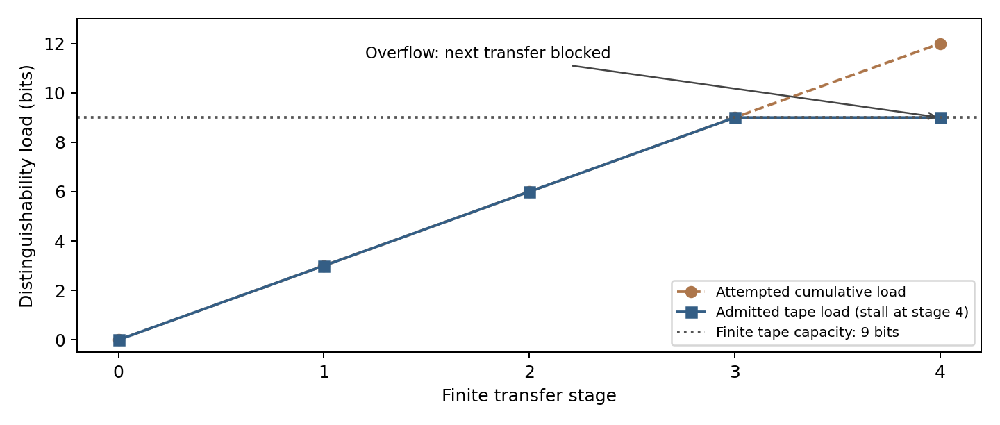 Overflow: next transfer blocked
Distinguishability load (bits)
12
10
8
6
4
2
0
Attempted cumulative load
Admitted tape load (stall at stage 4)
Finite tape capacity: 9 bits
0 1 2 3 4
Finite transfer stage